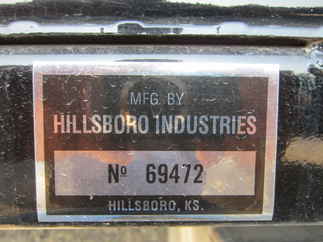 MFG. BY
HILLSBORO INDUSTRIES
Nº 69472
HILLSBORO, KS.